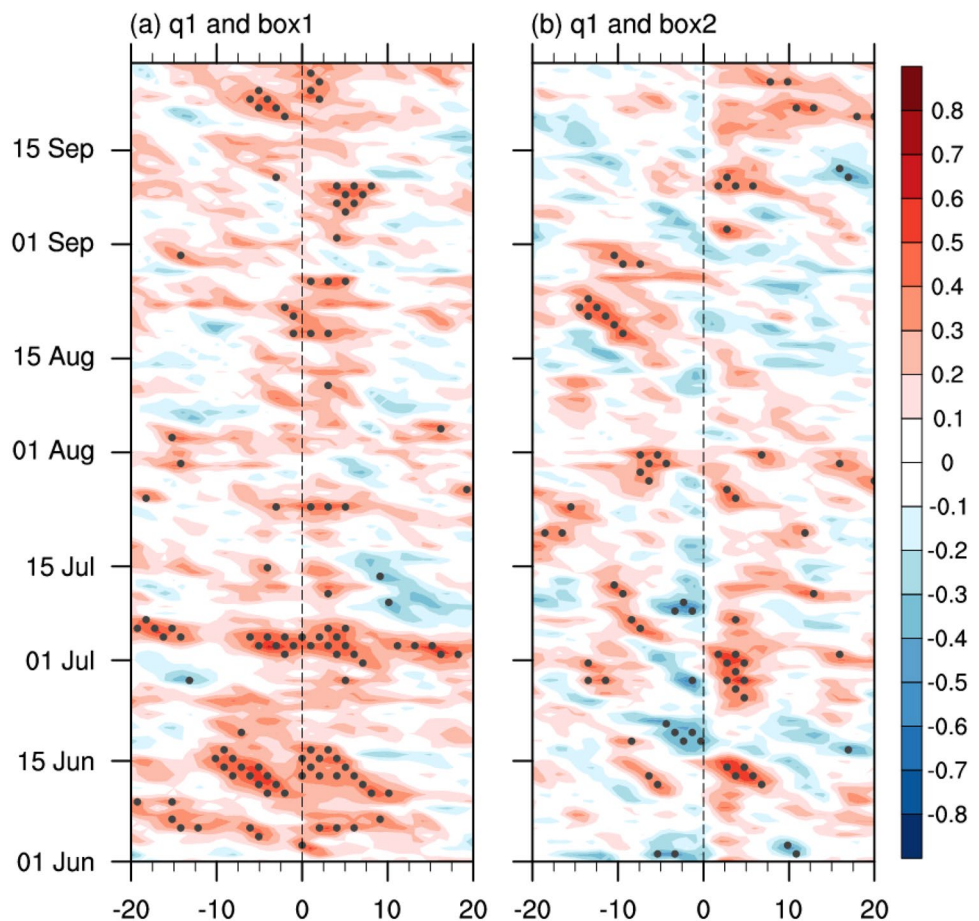 (a) q1 and box1
(b) q1 and box2
15 Sep
01 Sep
15 Aug
01 Aug
15 Jul
01 Jul
15 Jun
01 Jun
-20 -10 0 10 20
-20 -10 0 10 20
0.8
0.7
0.6
0.5
0.4
0.3
0.2
0.1
0
-0.1
-0.2
-0.3
-0.4
-0.5
-0.6
-0.7
-0.8